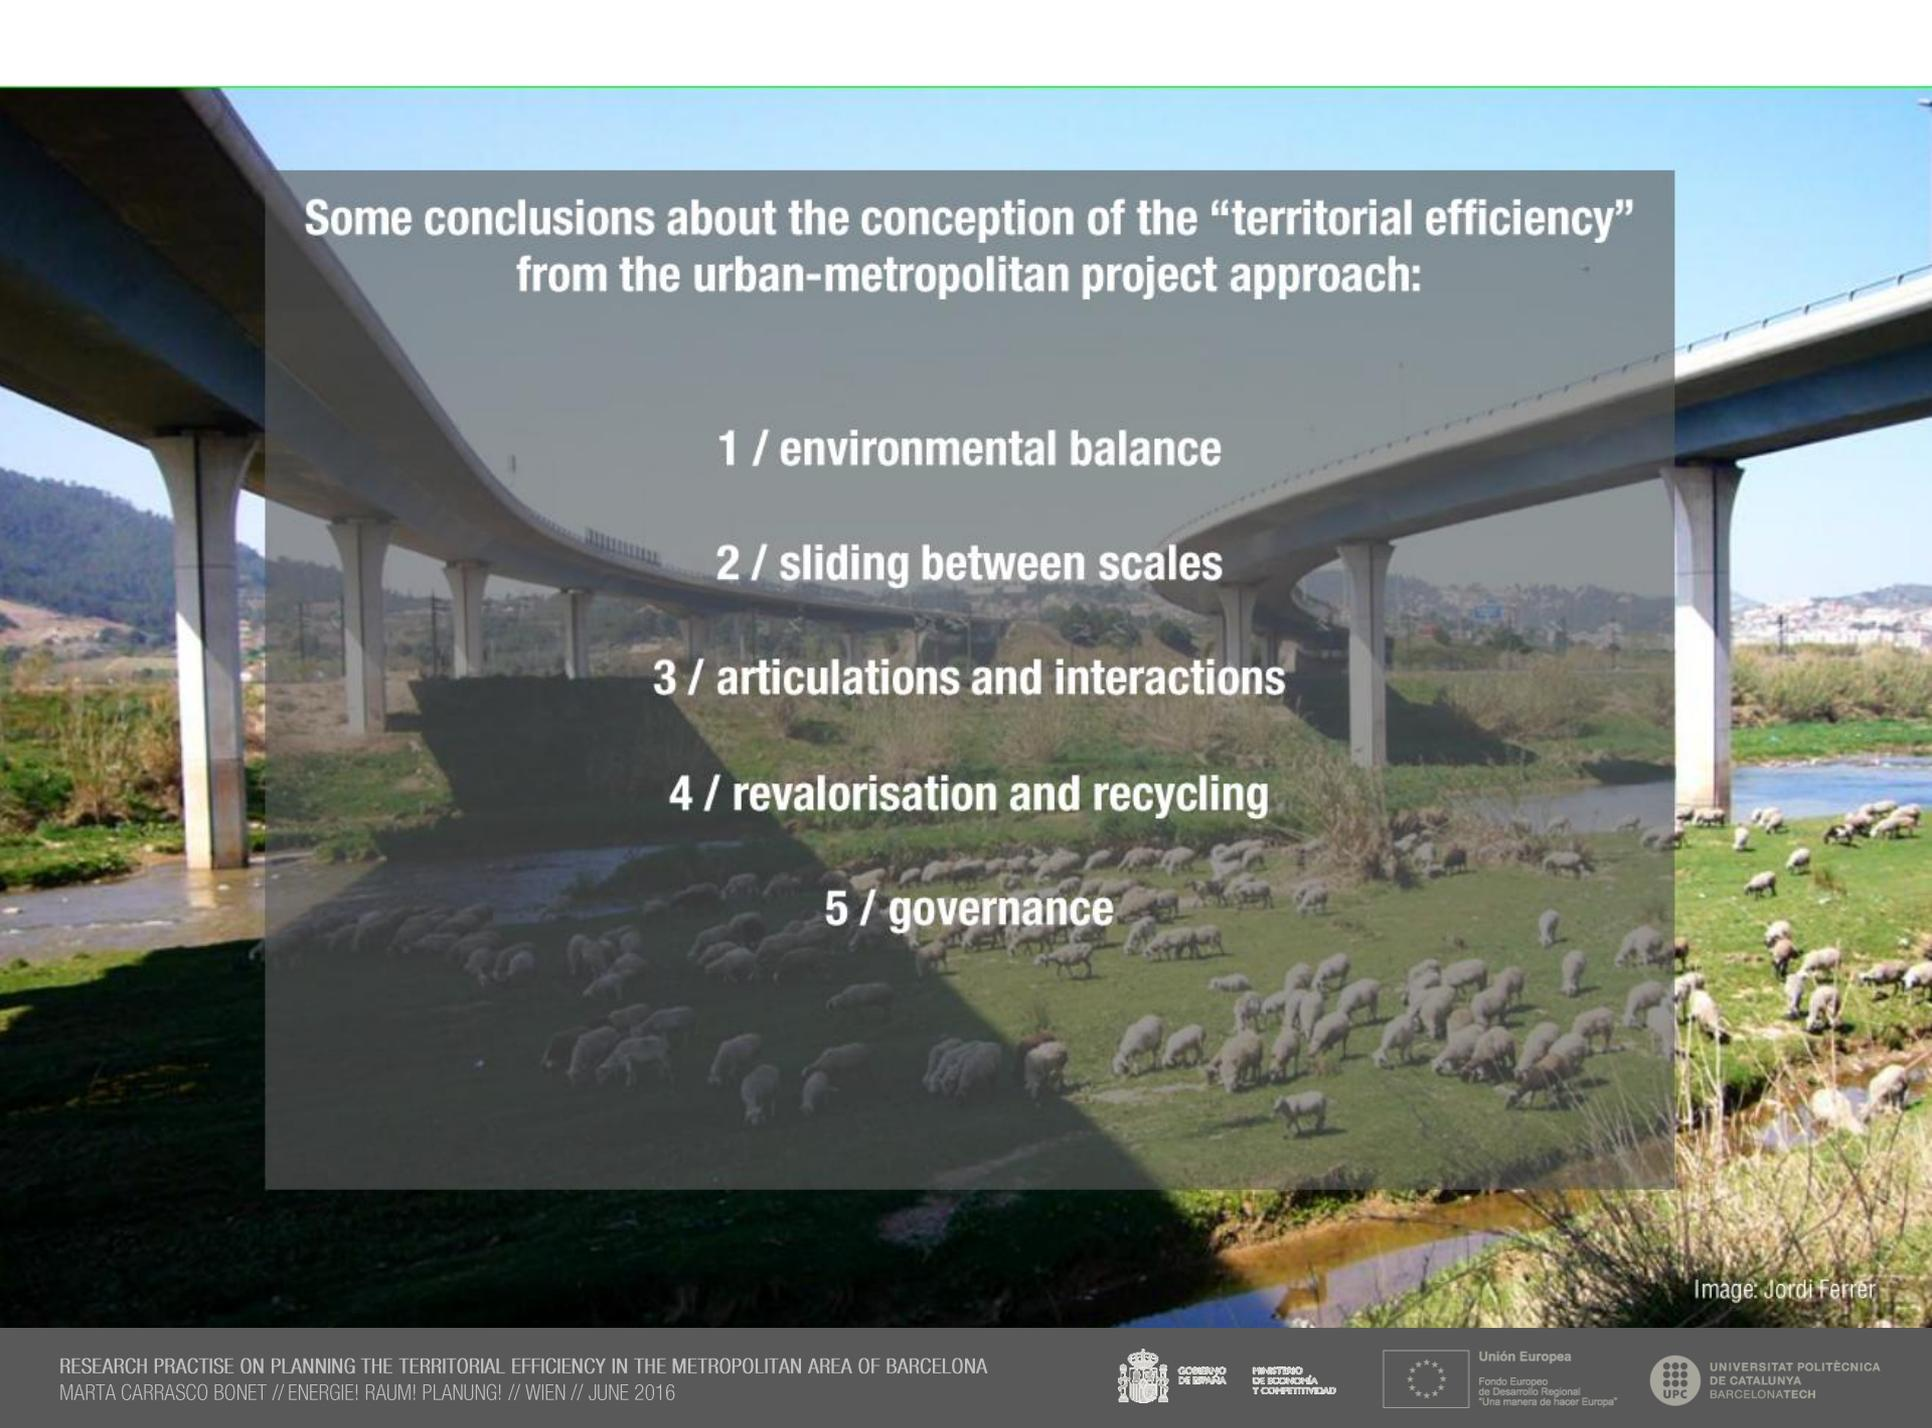 Some conclusions about the conception of the “territorial efficiency”
from the urban-metropolitan project approach:
1 / environmental balance
2 / sliding between scales
3 / articulations and interactions
4 / revalorisation and recycling
5 / governance
Image: Jordi Ferrer
RESEARCH PRACTISE ON PLANNING THE TERRITORIAL EFFICIENCY IN THE METROPOLITAN AREA OF BARCELONA
MARTA CARRASCO BONET // ENERGIE! RAUM! PLANUNG! // WIEN // JUNE 2016
GOBIERNO
DE ESPAÑA
MINISTERIO
DE ECONOMÍA
Y COMPETITIVIDAD
Unión Europea
Fondo Europeo
de Desarrollo Regional
"Una manera de hacer Europa"
UPC
UNIVERSITAT POLITÈCNICA
DE CATALUNYA
BARCELONATECH